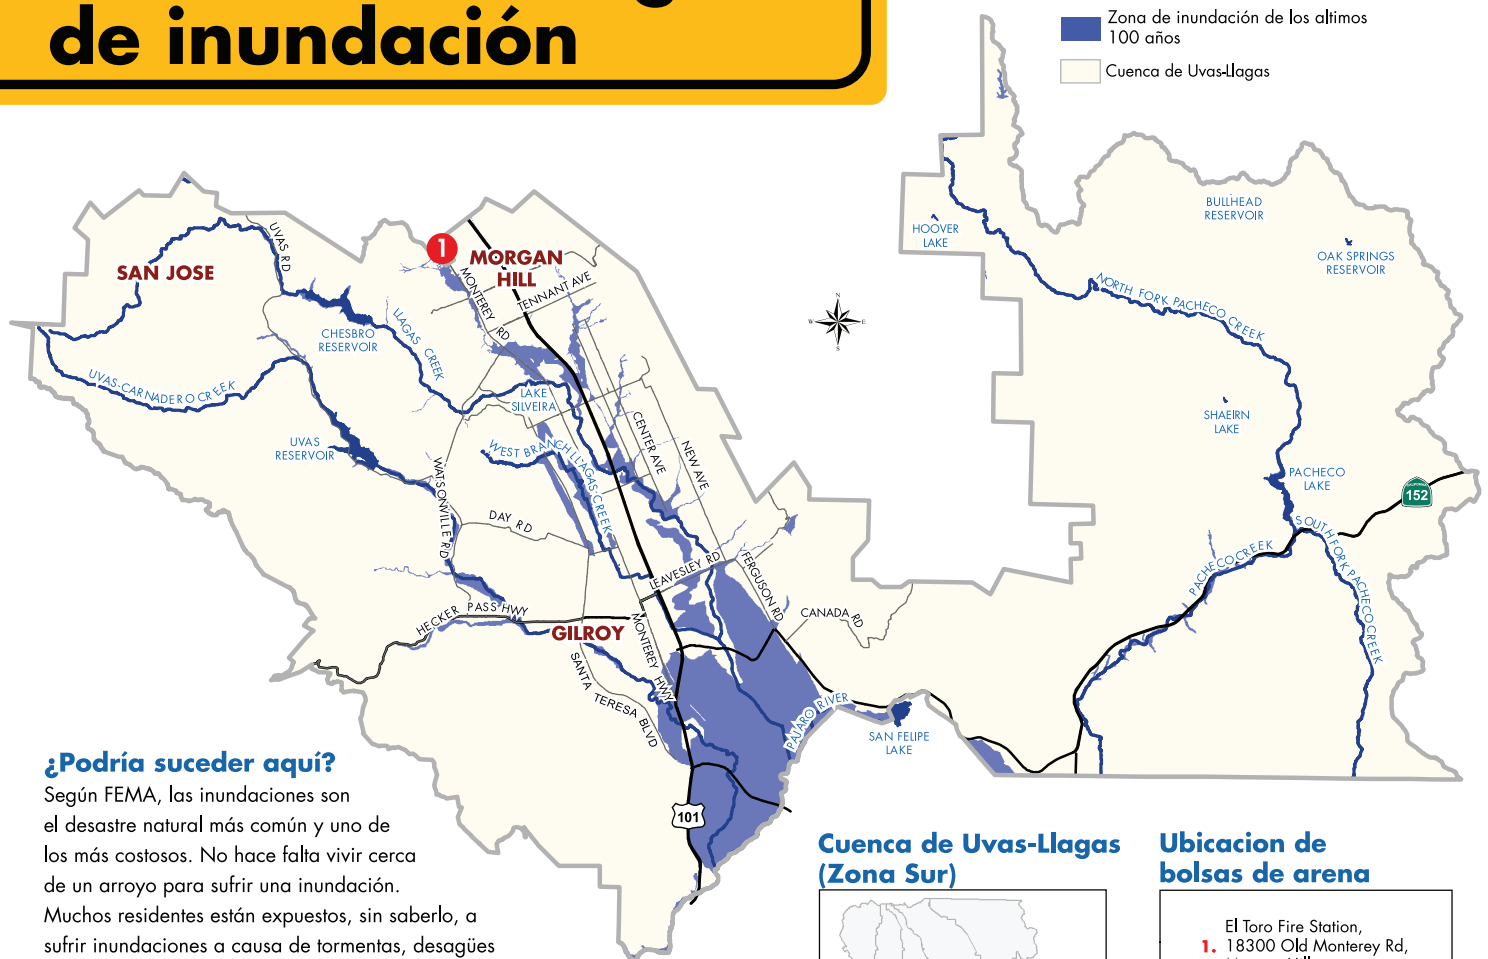 de inundación
Zona de inundación de los altimos
100 años
Cuenca de Uvas-Llagas
SAN JOSE
UVAS RD
1
MORGAN
HILL
MONTEREY RD
TENNANT AVE
CHESBRO
RESERVOIR
LLAGAS CREEK
UVAS-CARNADERO CREEK
LAKE
SILVEIRA
UVAS
RESERVOIR
WEST BRANCH LLAGAS CREEK
CENTER AVE
NEW AVE
WATSONVILLE RD
DAY RD
LEAVESLEY RD
FERGUSON RD
CANADA RD
HECKER PASS HWY
GILROY
MONTEREY HWY
SANTA TERESA BLVD
PAJARO RIVER
SAN FELIPE
LAKE
101
N
W
E
S
HOOVER
LAKE
BULLHEAD
RESERVOIR
OAK SPRINGS
RESERVOIR
NORTH FORK PACHECO CREEK
SHAEIRN
LAKE
PACHECO
LAKE
CALIFORNIA
152
SOUTH FORK PACHECO CREEK
PACHECO CREEK
¿Podría suceder aquí?
Según FEMA, las inundaciones son
el desastre natural más común y uno de
los más costosos. No hace falta vivir cerca
de un arroyo para sufrir una inundación.
Muchos residentes están expuestos, sin saberlo, a
sufrir inundaciones a causa de tormentas, desagües
Cuenca de Uvas-Llagas
(Zona Sur)
Ubicacion de
bolsas de arena
El Toro Fire Station,
1. 18300 Old Monterey Rd,